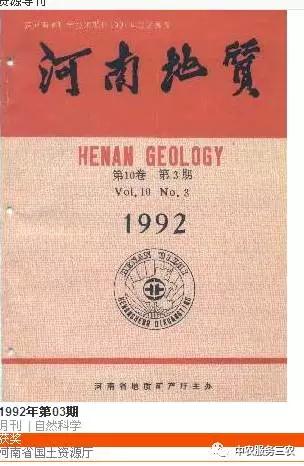 资源导刊
河南地质
HENAN GEOLOGY
第10卷 第3期
Vol.10 No.3
1992
河南省地质矿产厅主办
1992年第03期
月刊 | 自然科学
获奖
河南省国土资源厅
中农服务三农